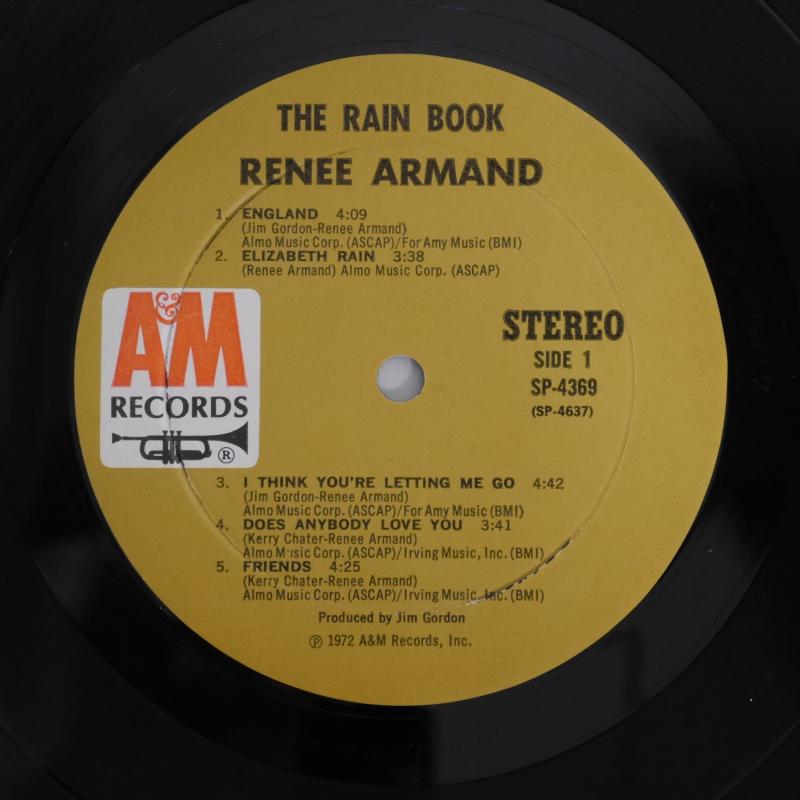 THE RAIN BOOK
RENEE ARMAND
1. ENGLAND 4:09
(Jim Gordon-Renee Armand)
Almo Music Corp. (ASCAP)/For Amy Music (BMI)
2. ELIZABETH RAIN 3:38
(Renee Armand) Almo Music Corp. (ASCAP)
A&M
RECORDS
®
STEREO
SIDE 1
SP-4369
(SP-4637)
3. I THINK YOU'RE LETTING ME GO 4:42
(Jim Gordon-Renee Armand)
Almo Music Corp. (ASCAP)/For Amy Music (BMI)
4. DOES ANYBODY LOVE YOU 3:41
(Kerry Chater-Renee Armand)
Almo Music Corp. (ASCAP)/Irving Music, Inc. (BMI)
5. FRIENDS 4:25
(Kerry Chater-Renee Armand)
Almo Music Corp. (ASCAP)/Irving Music, Inc. (BMI)
Produced by Jim Gordon
℗ 1972 A&M Records, Inc.